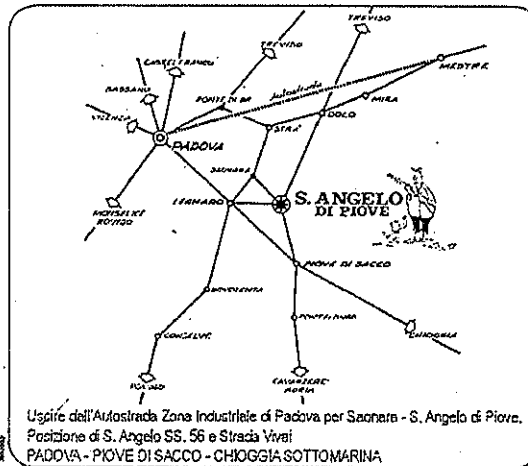 TREVISO
TREVISO
CASTELFRANCO
MESTRE
BASSANO
Autostrada
PONTE DI BR
MIRA
VICENZA
DOLO
STRA'
PADOVA
SAONARA
S. ANGELO
DI PIOVE
LEGNARO
MONSELICE
ROVIGO
PIOVE DI SACCO
BOVOLENTA
CHIOGGIA
CONSELVE
CAVARZERE
ADRIA
Uscire dall'Autostrada Zona Industriale di Padova per Saonara - S. Angelo di Piove.
Posizione di S. Angelo SS. 56 e Strada Vivai
PADOVA - PIOVE DI SACCO - CHIOGGIA SOTTOMARINA